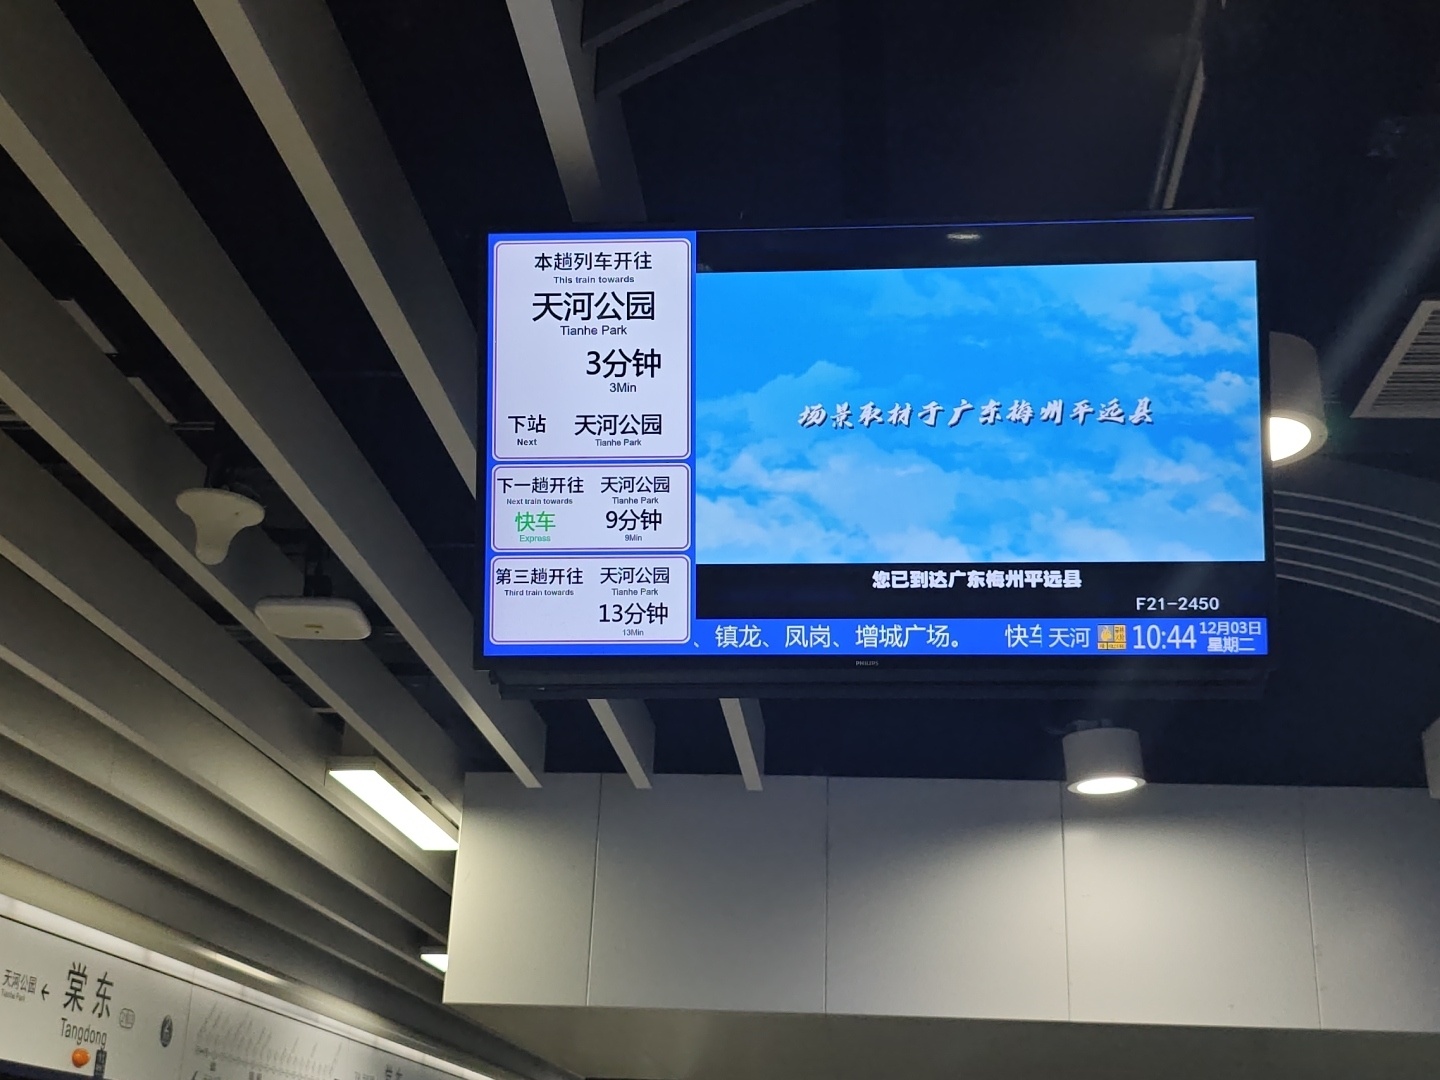 本趟列车开往
This train towards
天河公园
Tianhe Park
3分钟
3Min
下站 天河公园
Next Tianhe Park
下一趟开往 天河公园
Next train towards Tianhe Park
快车 9分钟
Express 9Min
第三趟开往 天河公园
Third train towards Tianhe Park
13分钟
13Min
场景取材于广东梅州平远县
您已到达广东梅州平远县
F21-2450
、镇龙、凤岗、增城广场。 快车 天河 10:44 12月03日
星期二
PHILIPS
天河公园 ← 棠东
Tianhe Park
Tangdong
棠东